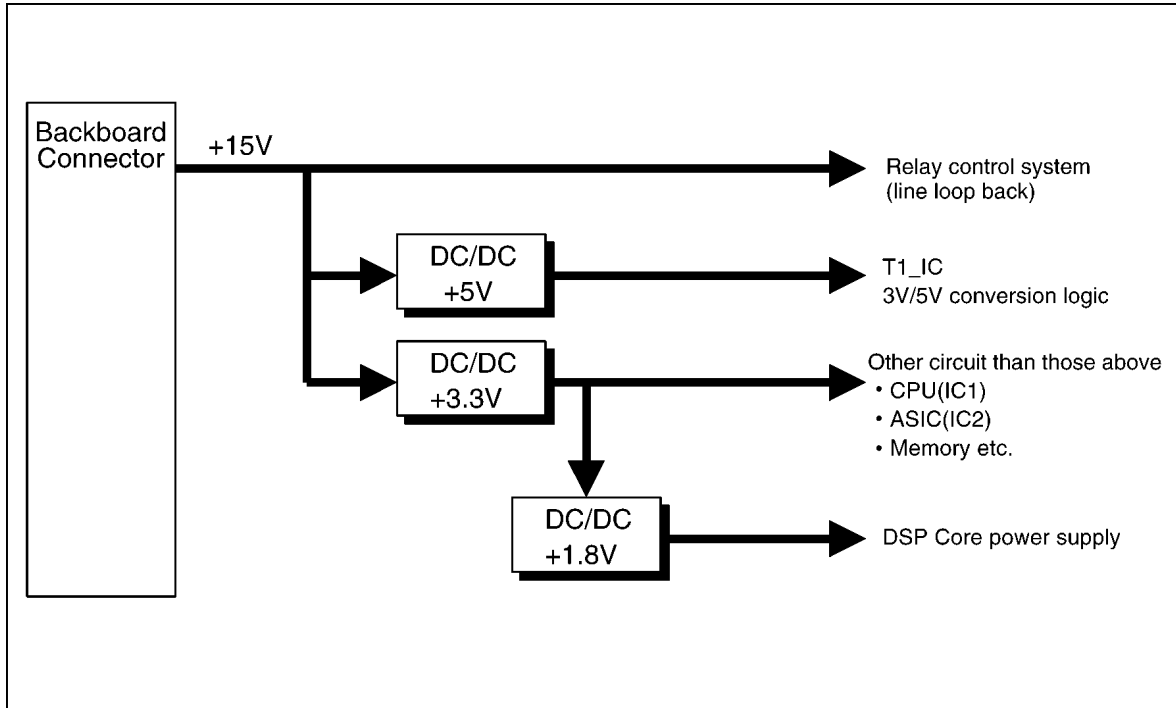 Backboard
Connector
+15V
Relay control system
(line loop back)
DC/DC
+5V
T1_IC
3V/5V conversion logic
DC/DC
+3.3V
Other circuit than those above
• CPU(IC1)
• ASIC(IC2)
• Memory etc.
DC/DC
+1.8V
DSP Core power supply